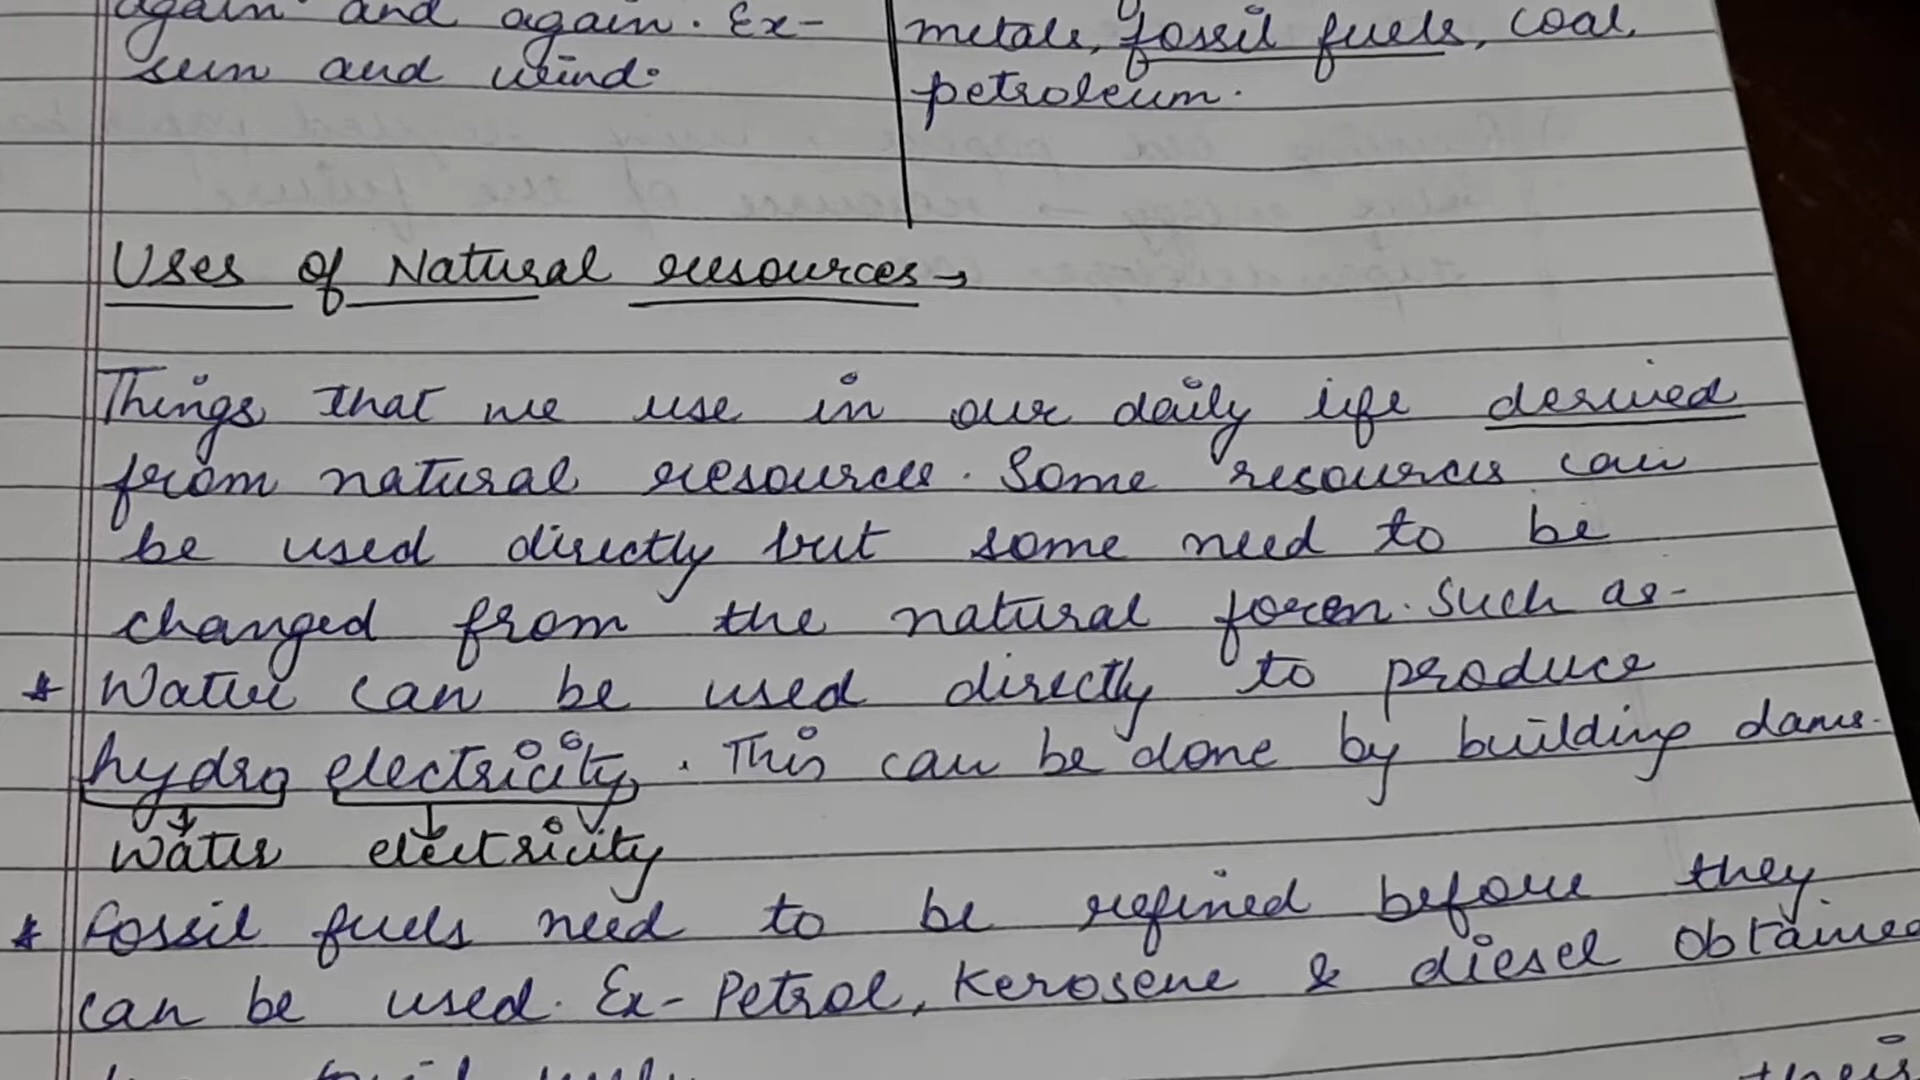 again and again. Ex-
sun and wind.
metals, fossil fuels, coal,
petroleum.
Uses of Natural resources→
Things that we use in our daily life derived
from natural resources. Some resources can
be used directly but some need to be
changed from the natural form. Such as-
* Water can be used directly to produce
hydro electricity. This can be done by building dams.
water electricity
* Fossil fuels need to be refined before they
can be used. Ex- Petrol, Kerosene & diesel obtained